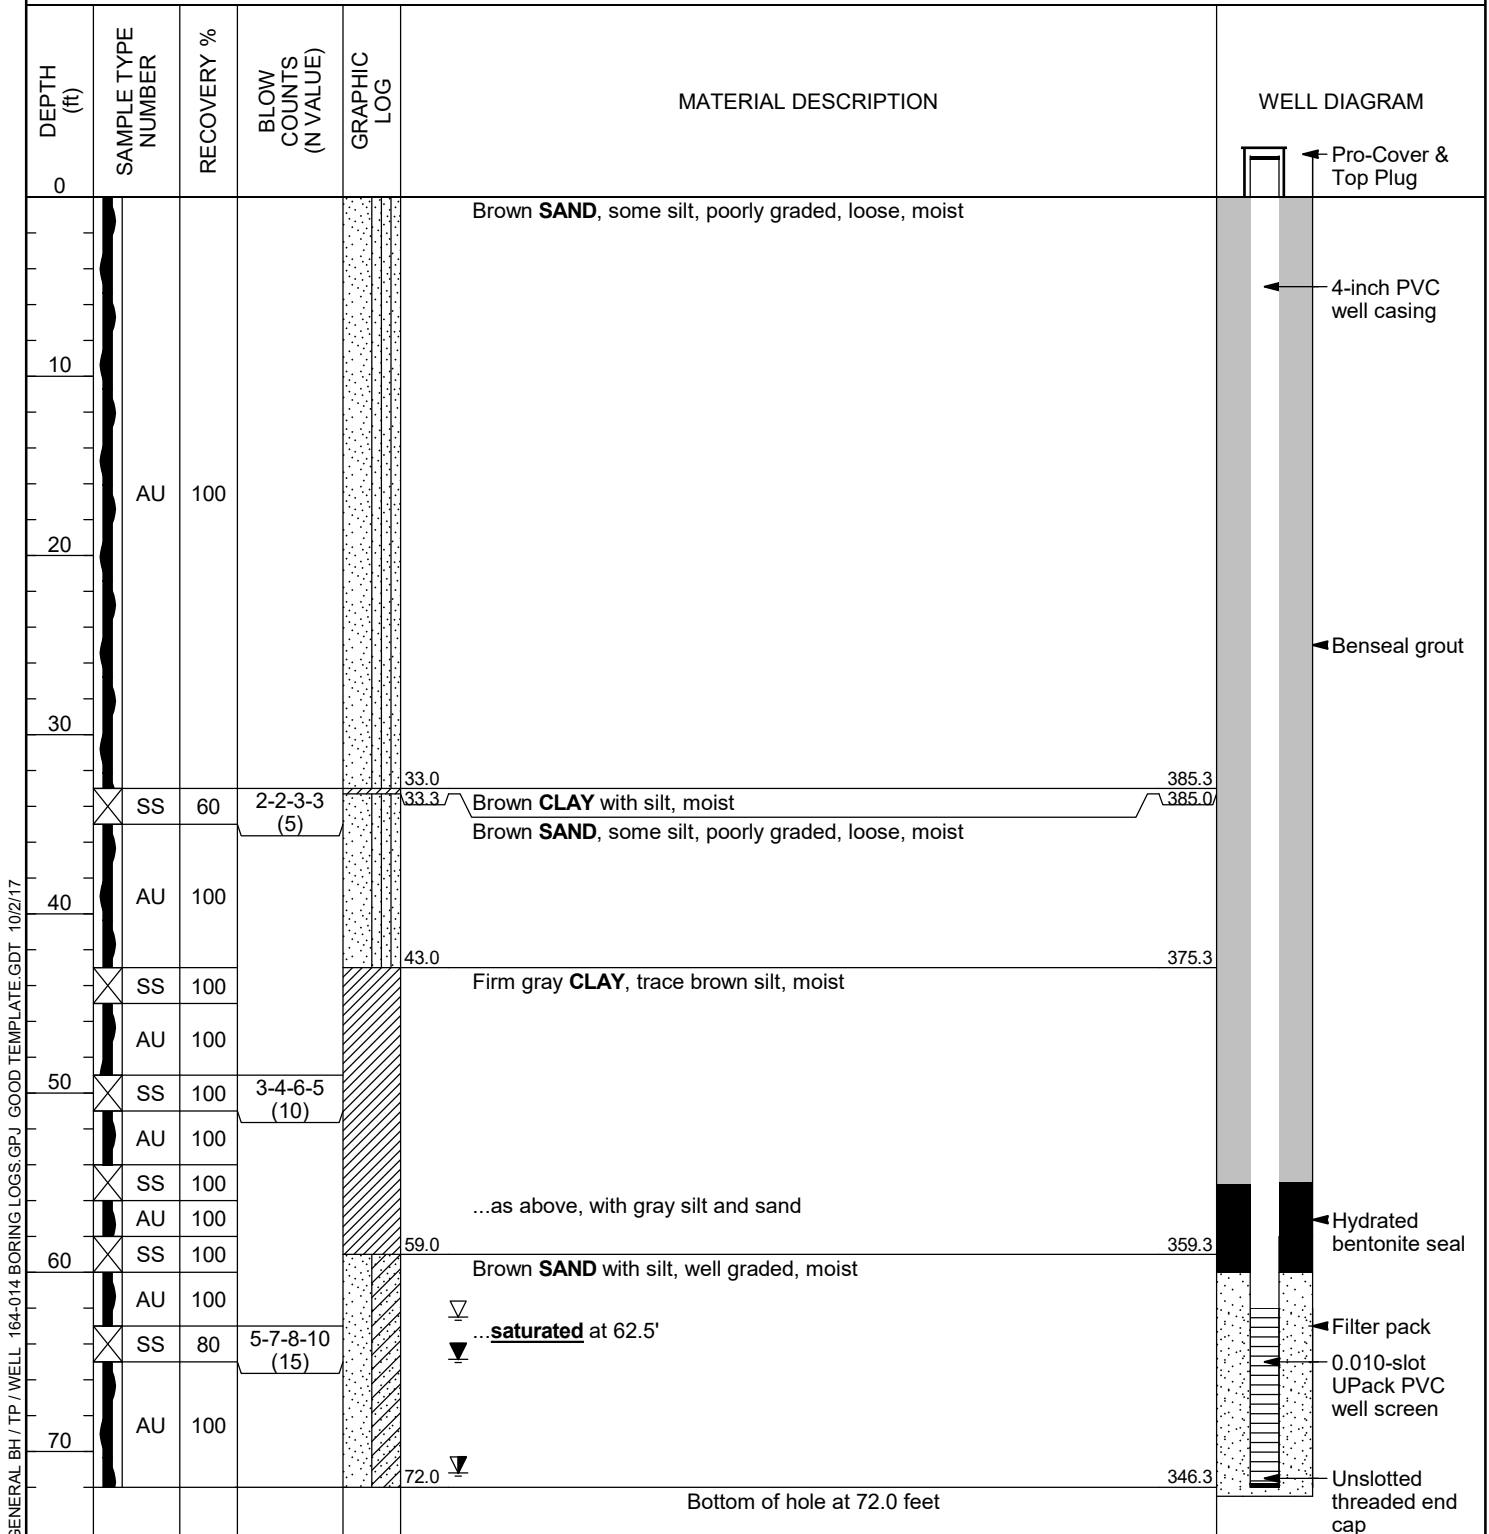 DEPTH
(ft)
SAMPLE TYPE
NUMBER
RECOVERY %
BLOW
COUNTS
(N VALUE)
GRAPHIC
LOG
MATERIAL DESCRIPTION
WELL DIAGRAM
Pro-Cover &
Top Plug
0
Brown SAND, some silt, poorly graded, loose, moist
4-inch PVC
well casing
10
AU 100
20
Benseal grout
30
33.0 385.3
SS 60 2-2-3-3
(5)
33.3 Brown CLAY with silt, moist 385.0
Brown SAND, some silt, poorly graded, loose, moist
AU 100
40
43.0 375.3
SS 100
Firm gray CLAY, trace brown silt, moist
AU 100
50
SS 100 3-4-6-5
(10)
AU 100
SS 100
...as above, with gray silt and sand
AU 100
Hydrated
bentonite seal
59.0 359.3
SS 100
60
Brown SAND with silt, well graded, moist
AU 100
...saturated at 62.5'
Filter pack
SS 80 5-7-8-10
(15)
0.010-slot
UPack PVC
well screen
AU 100
70
72.0 346.3
Unslotted
threaded end
cap
Bottom of hole at 72.0 feet
GENERAL BH / TP / WELL 164-014 BORING LOGS.GPJ GOOD TEMPLATE.GDT 10/2/17